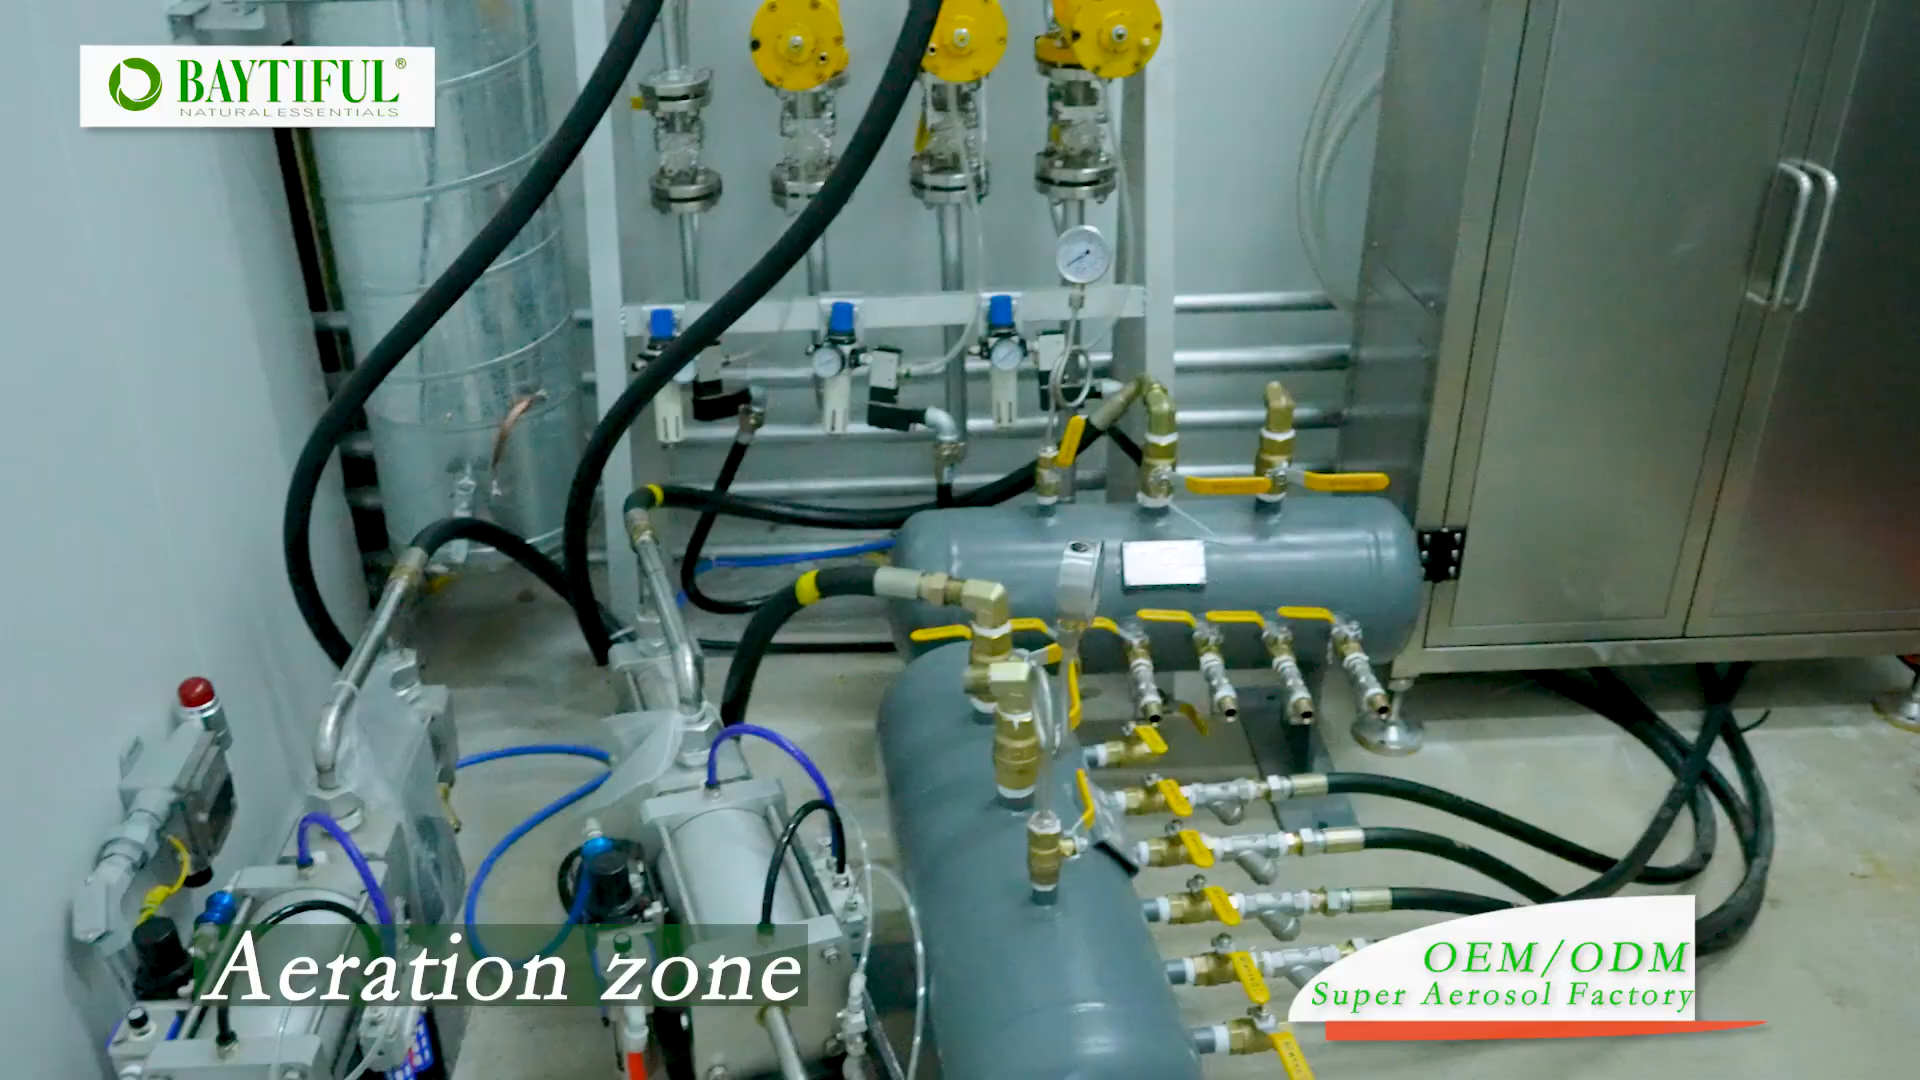 BAYTIFUL®
NATURAL ESSENTIALS
Aeration zone
OEM/ODM
Super Aerosol Factory